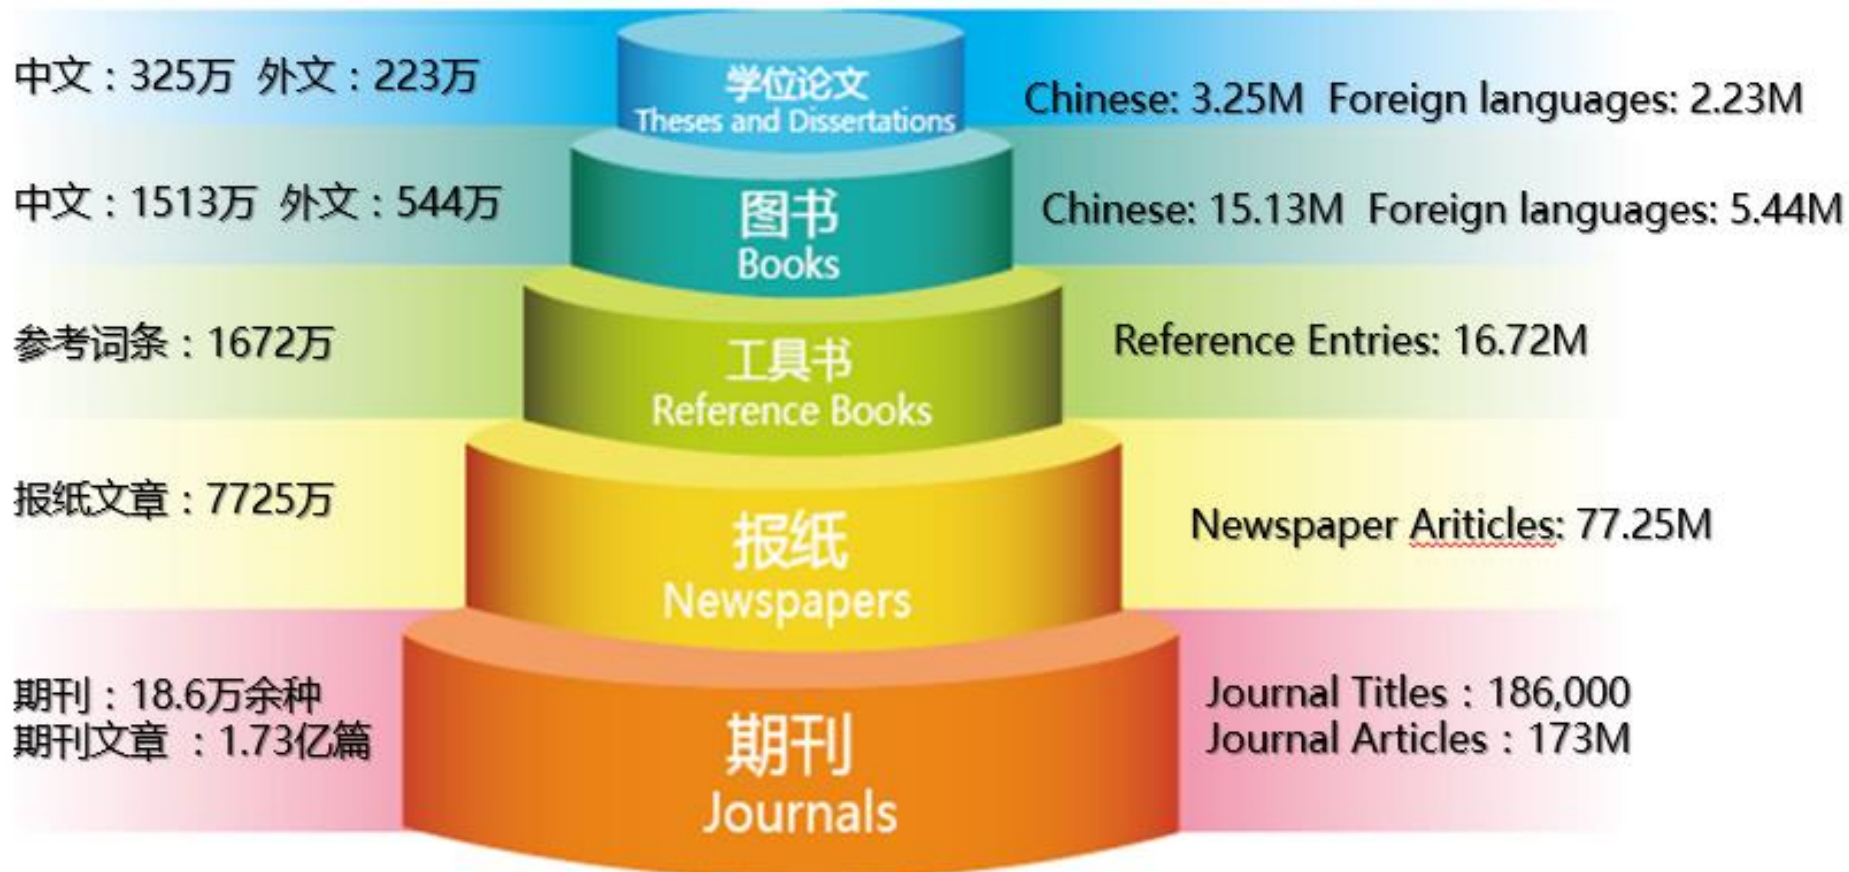 中文：325万 外文：223万
学位论文
Theses and Dissertations
Chinese: 3.25M Foreign languages: 2.23M
中文：1513万 外文：544万
图书
Books
Chinese: 15.13M Foreign languages: 5.44M
参考词条：1672万
工具书
Reference Books
Reference Entries: 16.72M
报纸文章：7725万
报纸
Newspapers
Newspaper Ariticles: 77.25M
期刊：18.6万余种
期刊文章 ：1.73亿篇
期刊
Journals
Journal Titles：186,000
Journal Articles：173M